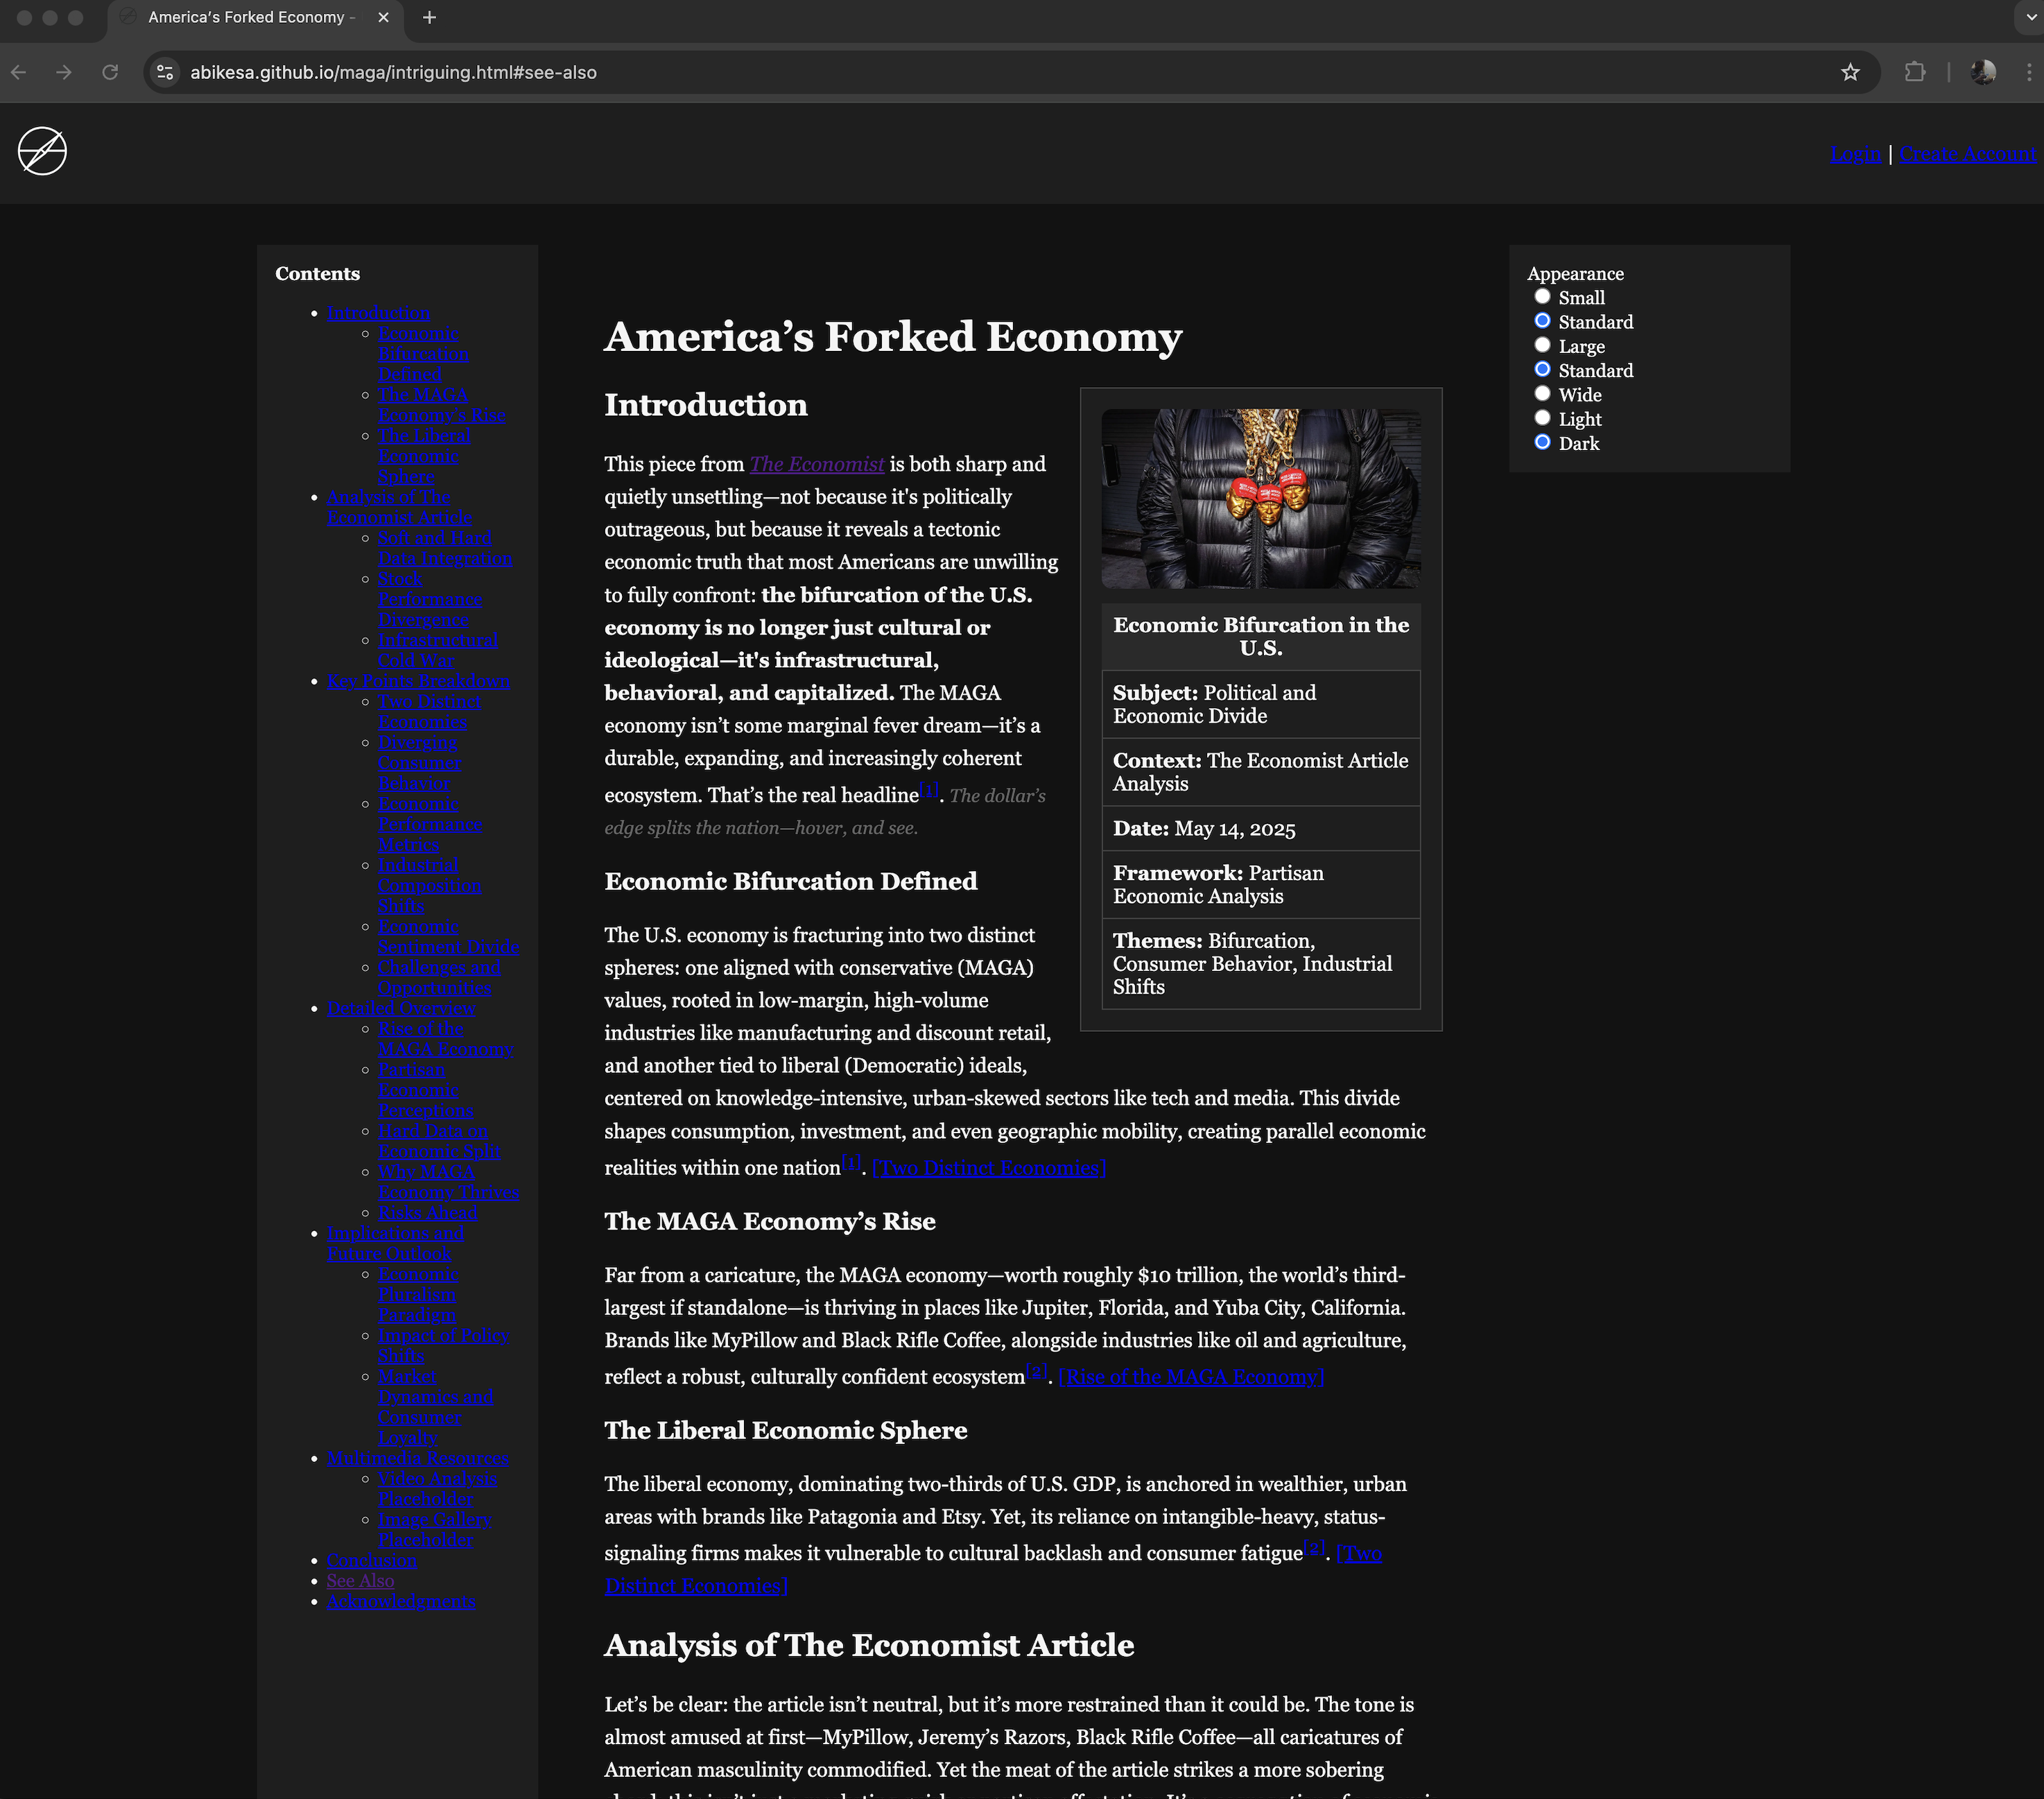 America's Forked Economy -
abikesa.github.io/maga/intriguing.html#see-also
Login | Create Account
Contents
Introduction
Economic
Bifurcation
Defined
The MAGA
Economy's Rise
The Liberal
Economic
Sphere
Analysis of The
Economist Article
Soft and Hard
Data Integration
Stock
Performance
Divergence
Infrastructural
Cold War
Key Points Breakdown
Two Distinct
Economies
Diverging
Consumer
Behavior
Economic
Performance
Metrics
Industrial
Composition
Shifts
Economic
Sentiment Divide
Challenges and
Opportunities
Detailed Overview
Rise of the
MAGA Economy
Partisan
Economic
Perceptions
Hard Data on
Economic Split
Why MAGA
Economy Thrives
Risks Ahead
Implications and
Future Outlook
Economic
Pluralism
Paradigm
Impact of Policy
Shifts
Market
Dynamics and
Consumer
Loyalty
Multimedia Resources
Video Analysis
Placeholder
Image Gallery
Placeholder
Conclusion
See Also
Acknowledgments
America's Forked Economy
Introduction
This piece from The Economist is both sharp and
quietly unsettling—not because it's politically
outrageous, but because it reveals a tectonic
economic truth that most Americans are unwilling
to fully confront: the bifurcation of the U.S.
economy is no longer just cultural or
ideological—it's infrastructural,
behavioral, and capitalized. The MAGA
economy isn't some marginal fever dream—it's a
durable, expanding, and increasingly coherent
ecosystem. That's the real headline[1]. The dollar's
edge splits the nation—hover, and see.
Economic Bifurcation Defined
The U.S. economy is fracturing into two distinct
spheres: one aligned with conservative (MAGA)
values, rooted in low-margin, high-volume
industries like manufacturing and discount retail,
and another tied to liberal (Democratic) ideals,
centered on knowledge-intensive, urban-skewed sectors like tech and media. This divide
shapes consumption, investment, and even geographic mobility, creating parallel economic
realities within one nation[1]. [Two Distinct Economies]
The MAGA Economy's Rise
Far from a caricature, the MAGA economy—worth roughly $10 trillion, the world's third-
largest if standalone—is thriving in places like Jupiter, Florida, and Yuba City, California.
Brands like MyPillow and Black Rifle Coffee, alongside industries like oil and agriculture,
reflect a robust, culturally confident ecosystem[2]. [Rise of the MAGA Economy]
The Liberal Economic Sphere
The liberal economy, dominating two-thirds of U.S. GDP, is anchored in wealthier, urban
areas with brands like Patagonia and Etsy. Yet, its reliance on intangible-heavy, status-
signaling firms makes it vulnerable to cultural backlash and consumer fatigue[2]. [Two
Distinct Economies]
Analysis of The Economist Article
Let's be clear: the article isn't neutral, but it's more restrained than it could be. The tone is
almost amused at first—MyPillow, Jeremy's Razors, Black Rifle Coffee—all caricatures of
American masculinity commodified. Yet the meat of the article strikes a more sobering
Economic Bifurcation in the
U.S.
Subject: Political and
Economic Divide
Context: The Economist Article
Analysis
Date: May 14, 2025
Framework: Partisan
Economic Analysis
Themes: Bifurcation,
Consumer Behavior, Industrial
Shifts
Appearance
Small
Standard
Large
Standard
Wide
Light
Dark